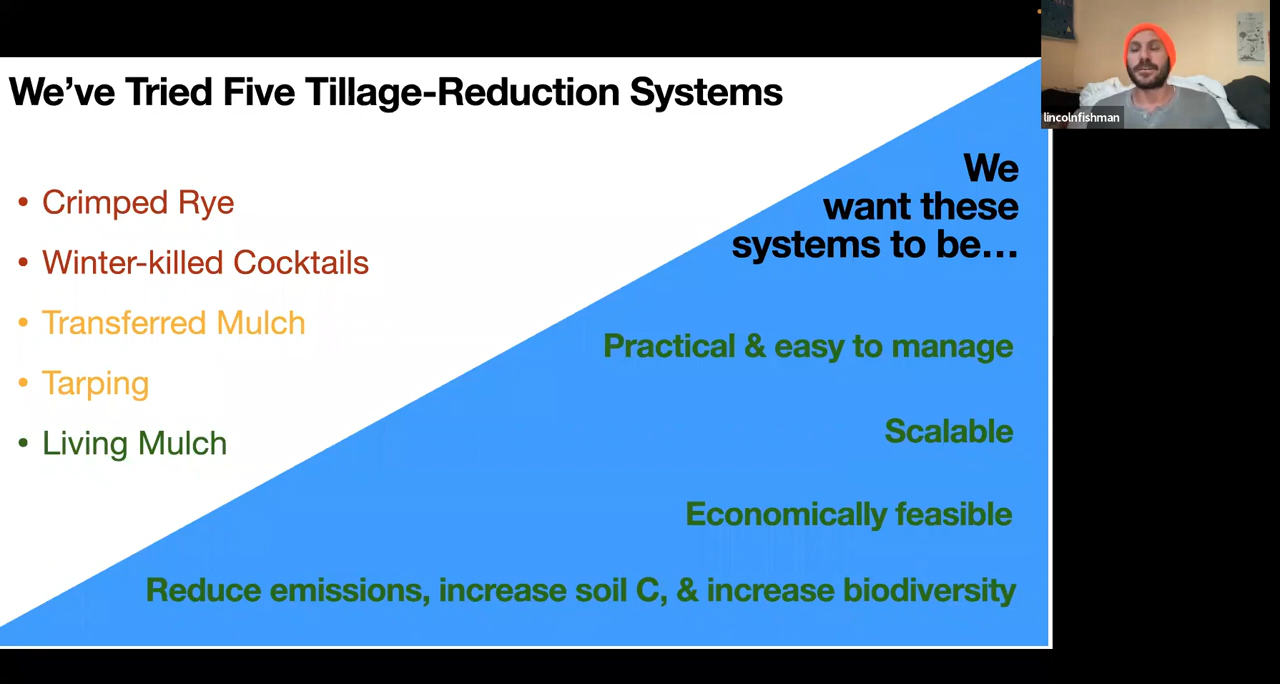 We've Tried Five Tillage-Reduction Systems
• Crimped Rye
• Winter-killed Cocktails
• Transferred Mulch
• Tarping
• Living Mulch
We
want these
systems to be…
Practical & easy to manage
Scalable
Economically feasible
Reduce emissions, increase soil C, & increase biodiversity
lincolnfishman